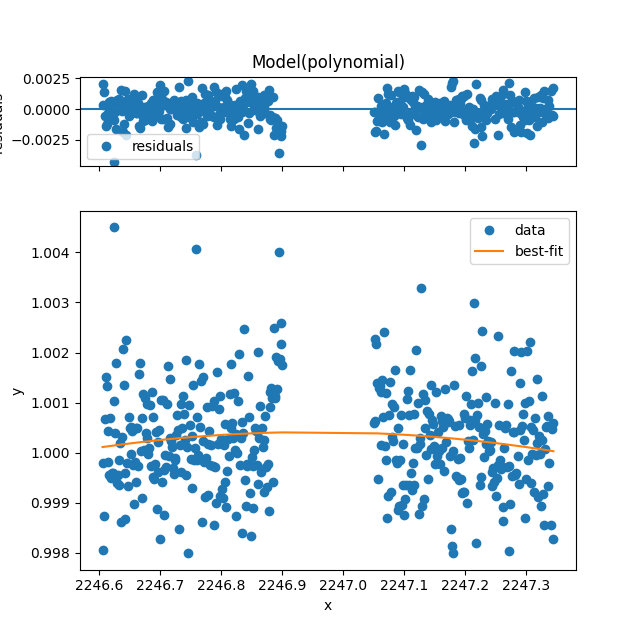 Model(polynomial)
0.0025
0.0000
−0.0025
residuals
residuals
1.004
1.003
1.002
1.001
1.000
0.999
0.998
y
data
best-fit
2246.6 2246.7 2246.8 2246.9 2247.0 2247.1 2247.2 2247.3
x